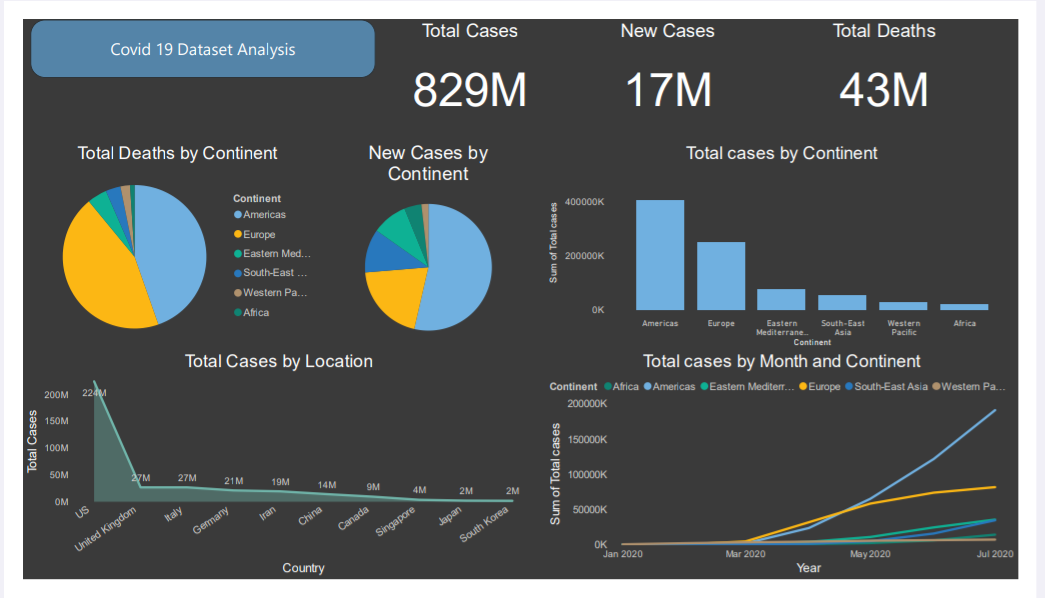 Covid 19 Dataset Analysis
Total Cases
829M
New Cases
17M
Total Deaths
43M
Total Deaths by Continent
Continent
Americas
Europe
Eastern Med...
South-East ...
Western Pa...
Africa
New Cases by
Continent
Total cases by Continent
Sum of Total cases
400000K
200000K
0K
Americas
Europe
Eastern
Mediterrane..
South-East
Asia
Western
Pacific
Africa
Continent
Total Cases by Location
Total Cases
200M
150M
100M
50M
0M
224M
27M
27M
21M
19M
14M
9M
4M
2M
2M
US
United Kingdom
Italy
Germany
Iran
China
Canada
Singapore
Japan
South Korea
Country
Total cases by Month and Continent
Continent Africa Americas Eastern Mediterr... Europe South-East Asia Western Pa...
Sum of Total cases
200000K
150000K
100000K
50000K
0K
Jan 2020
Mar 2020
May 2020
Jul 2020
Year